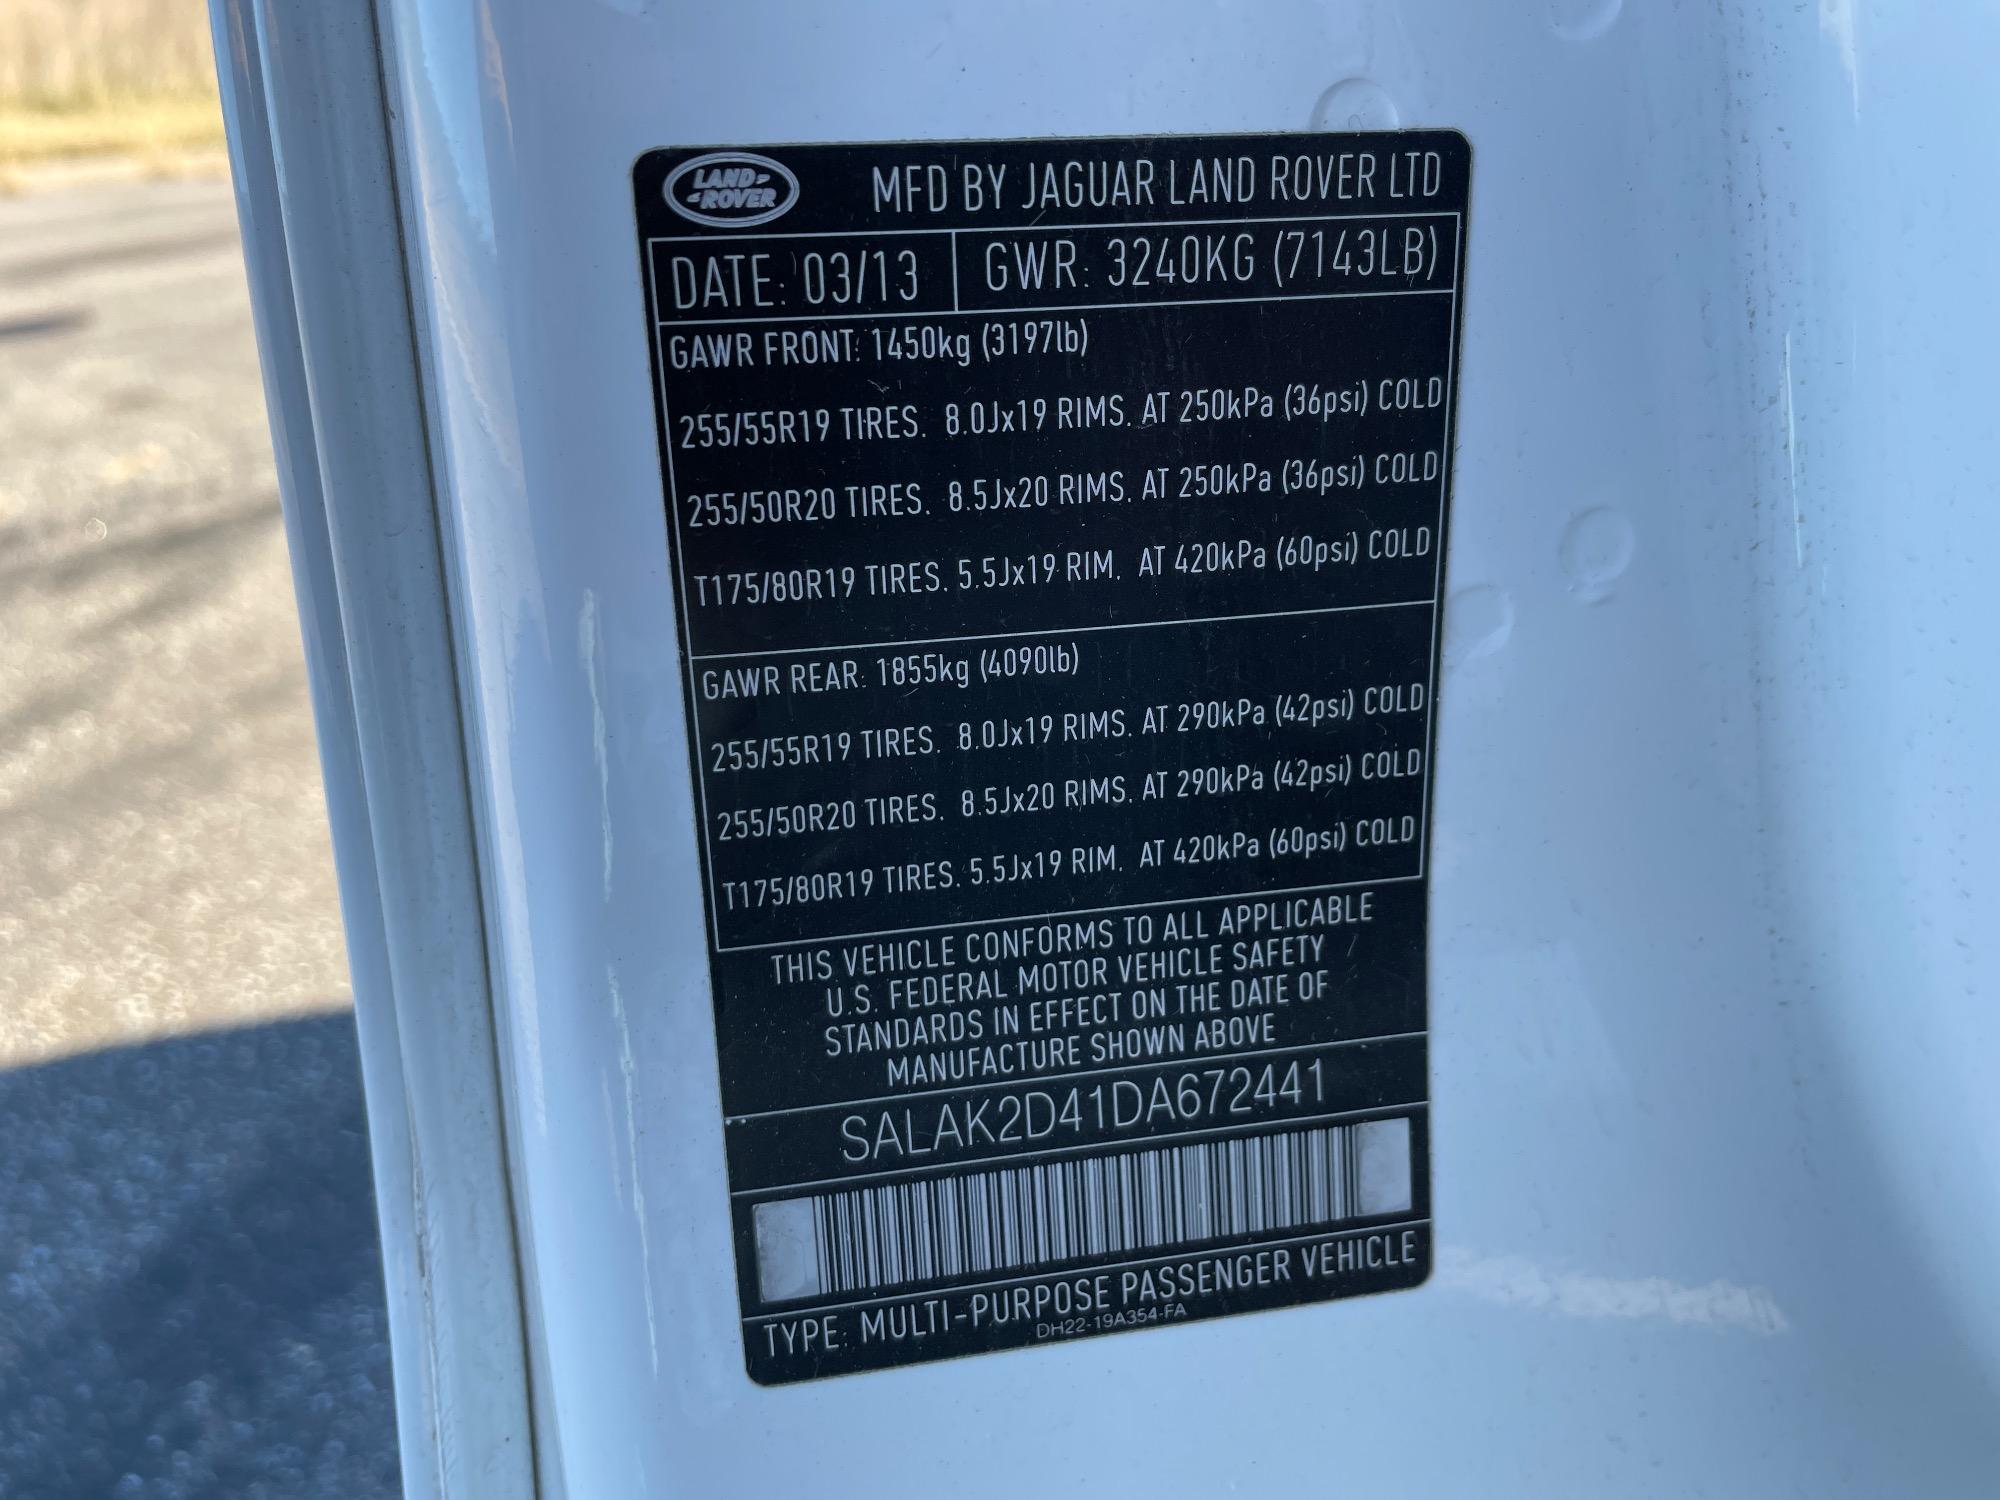 LAND-
-ROVER
MFD BY JAGUAR LAND ROVER LTD
DATE: 03/13
GWR: 3240KG (7143LB)
GAWR FRONT: 1450kg (3197lb)
255/55R19 TIRES. 8.0Jx19 RIMS. AT 250kPa (36psi) COLD
255/50R20 TIRES. 8.5Jx20 RIMS. AT 250kPa (36psi) COLD
T175/80R19 TIRES. 5.5Jx19 RIM. AT 420kPa (60psi) COLD
GAWR REAR: 1855kg (4090lb)
255/55R19 TIRES. 8.0Jx19 RIMS. AT 290kPa (42psi) COLD
255/50R20 TIRES. 8.5Jx20 RIMS. AT 290kPa (42psi) COLD
T175/80R19 TIRES. 5.5Jx19 RIM. AT 420kPa (60psi) COLD
THIS VEHICLE CONFORMS TO ALL APPLICABLE
U.S. FEDERAL MOTOR VEHICLE SAFETY
STANDARDS IN EFFECT ON THE DATE OF
MANUFACTURE SHOWN ABOVE
SALAK2D41DA672441
TYPE: MULTI-PURPOSE PASSENGER VEHICLE
DH22-19A354-FA